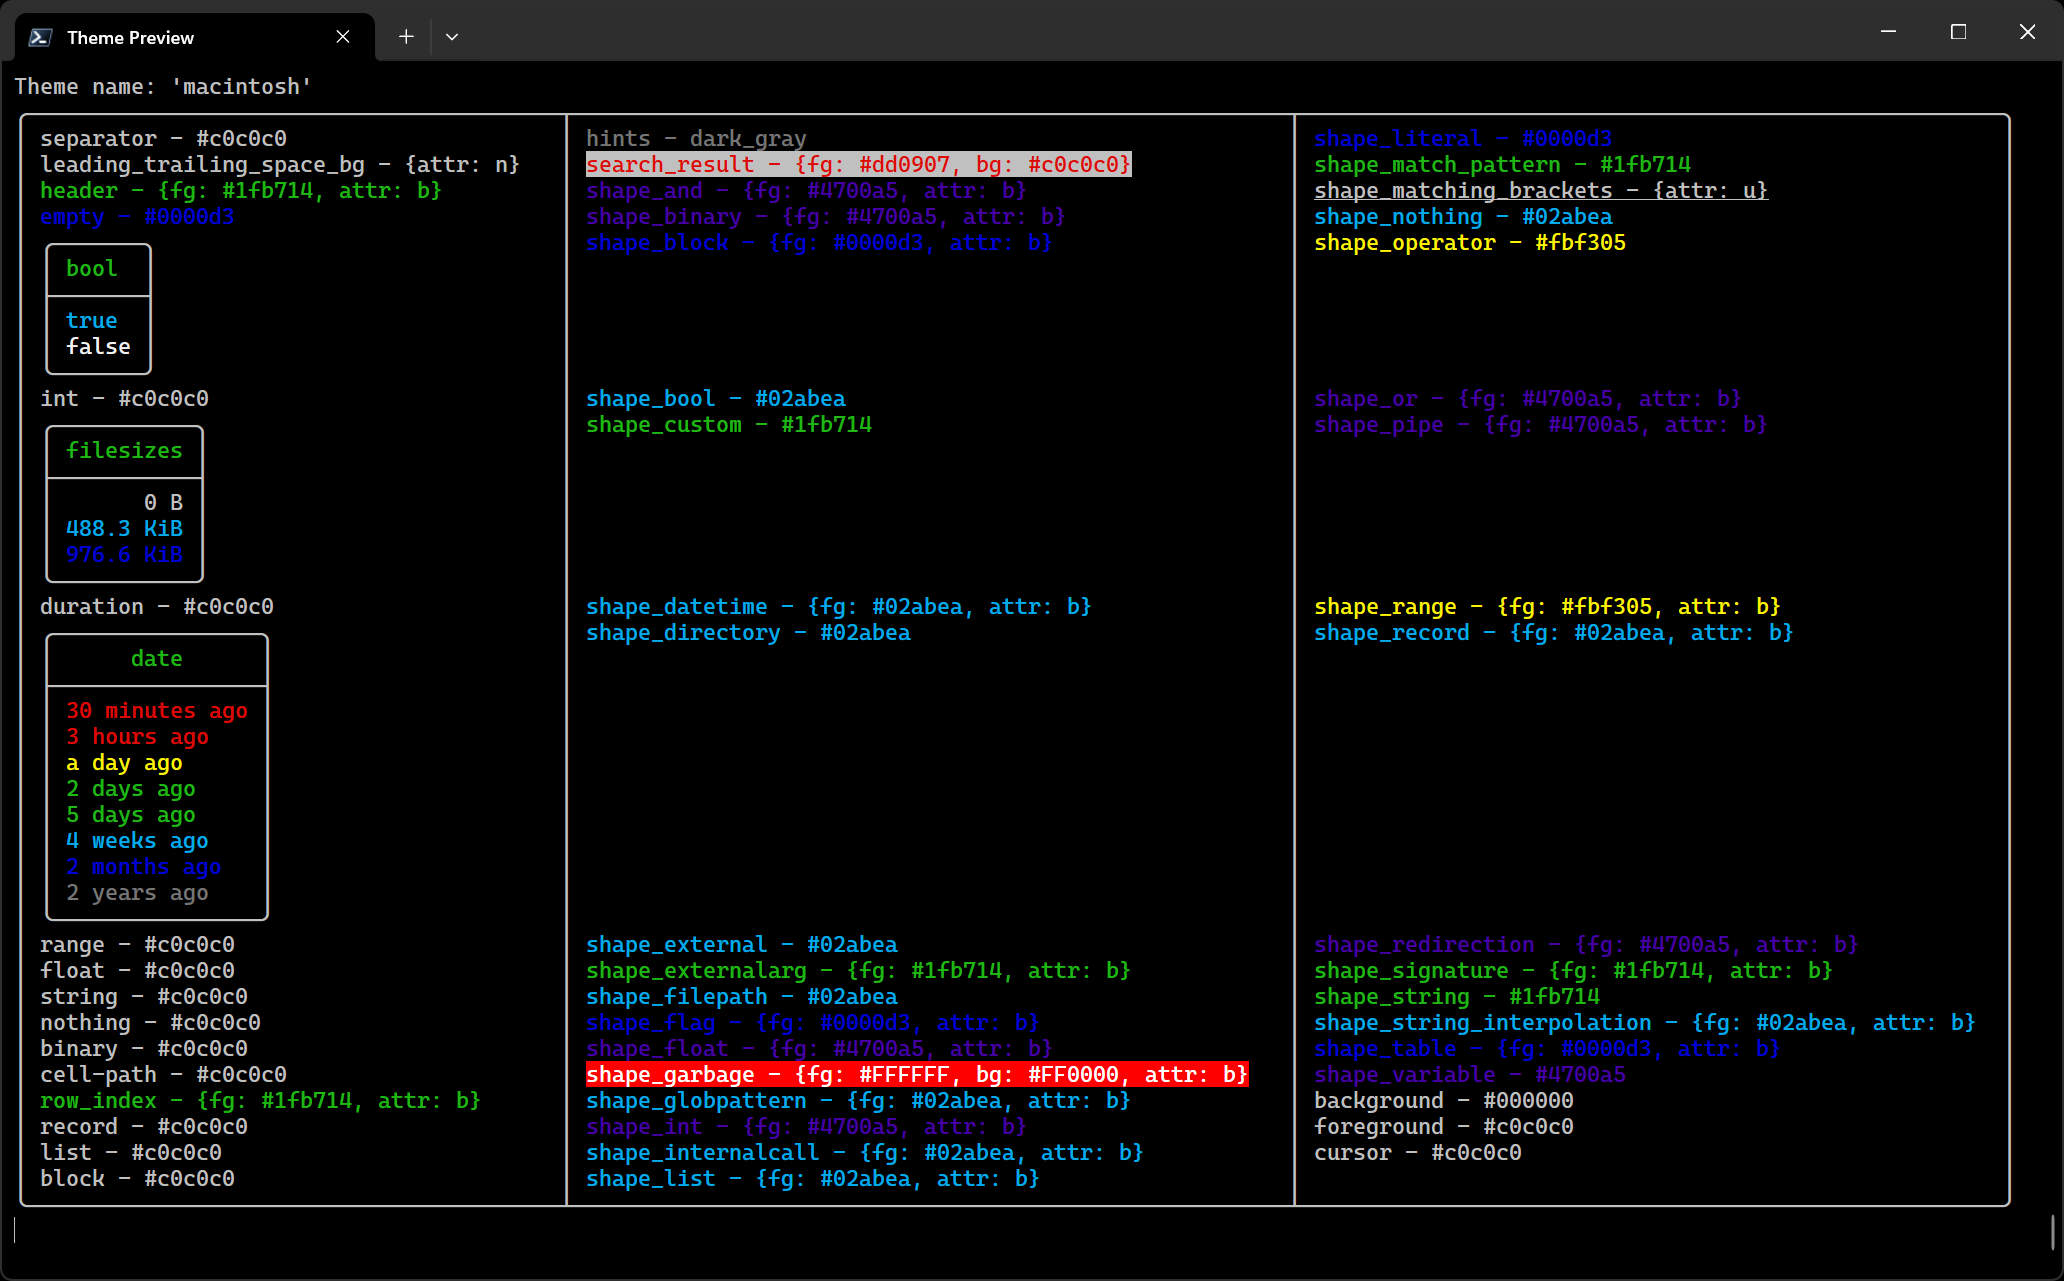 Theme Preview
Theme name: 'macintosh'
separator - #c0c0c0
leading_trailing_space_bg - {attr: n}
header - {fg: #1fb714, attr: b}
empty - #0000d3
bool
true
false
int - #c0c0c0
filesizes
0 B
488.3 KiB
976.6 KiB
duration - #c0c0c0
date
30 minutes ago
3 hours ago
a day ago
2 days ago
5 days ago
4 weeks ago
2 months ago
2 years ago
range - #c0c0c0
float - #c0c0c0
string - #c0c0c0
nothing - #c0c0c0
binary - #c0c0c0
cell-path - #c0c0c0
row_index - {fg: #1fb714, attr: b}
record - #c0c0c0
list - #c0c0c0
block - #c0c0c0
hints - dark_gray
search_result - {fg: #dd0907, bg: #c0c0c0}
shape_and - {fg: #4700a5, attr: b}
shape_binary - {fg: #4700a5, attr: b}
shape_block - {fg: #0000d3, attr: b}
shape_bool - #02abea
shape_custom - #1fb714
shape_datetime - {fg: #02abea, attr: b}
shape_directory - #02abea
shape_external - #02abea
shape_externalarg - {fg: #1fb714, attr: b}
shape_filepath - #02abea
shape_flag - {fg: #0000d3, attr: b}
shape_float - {fg: #4700a5, attr: b}
shape_garbage - {fg: #FFFFFF, bg: #FF0000, attr: b}
shape_globpattern - {fg: #02abea, attr: b}
shape_int - {fg: #4700a5, attr: b}
shape_internalcall - {fg: #02abea, attr: b}
shape_list - {fg: #02abea, attr: b}
shape_literal - #0000d3
shape_match_pattern - #1fb714
shape_matching_brackets - {attr: u}
shape_nothing - #02abea
shape_operator - #fbf305
shape_or - {fg: #4700a5, attr: b}
shape_pipe - {fg: #4700a5, attr: b}
shape_range - {fg: #fbf305, attr: b}
shape_record - {fg: #02abea, attr: b}
shape_redirection - {fg: #4700a5, attr: b}
shape_signature - {fg: #1fb714, attr: b}
shape_string - #1fb714
shape_string_interpolation - {fg: #02abea, attr: b}
shape_table - {fg: #0000d3, attr: b}
shape_variable - #4700a5
background - #000000
foreground - #c0c0c0
cursor - #c0c0c0